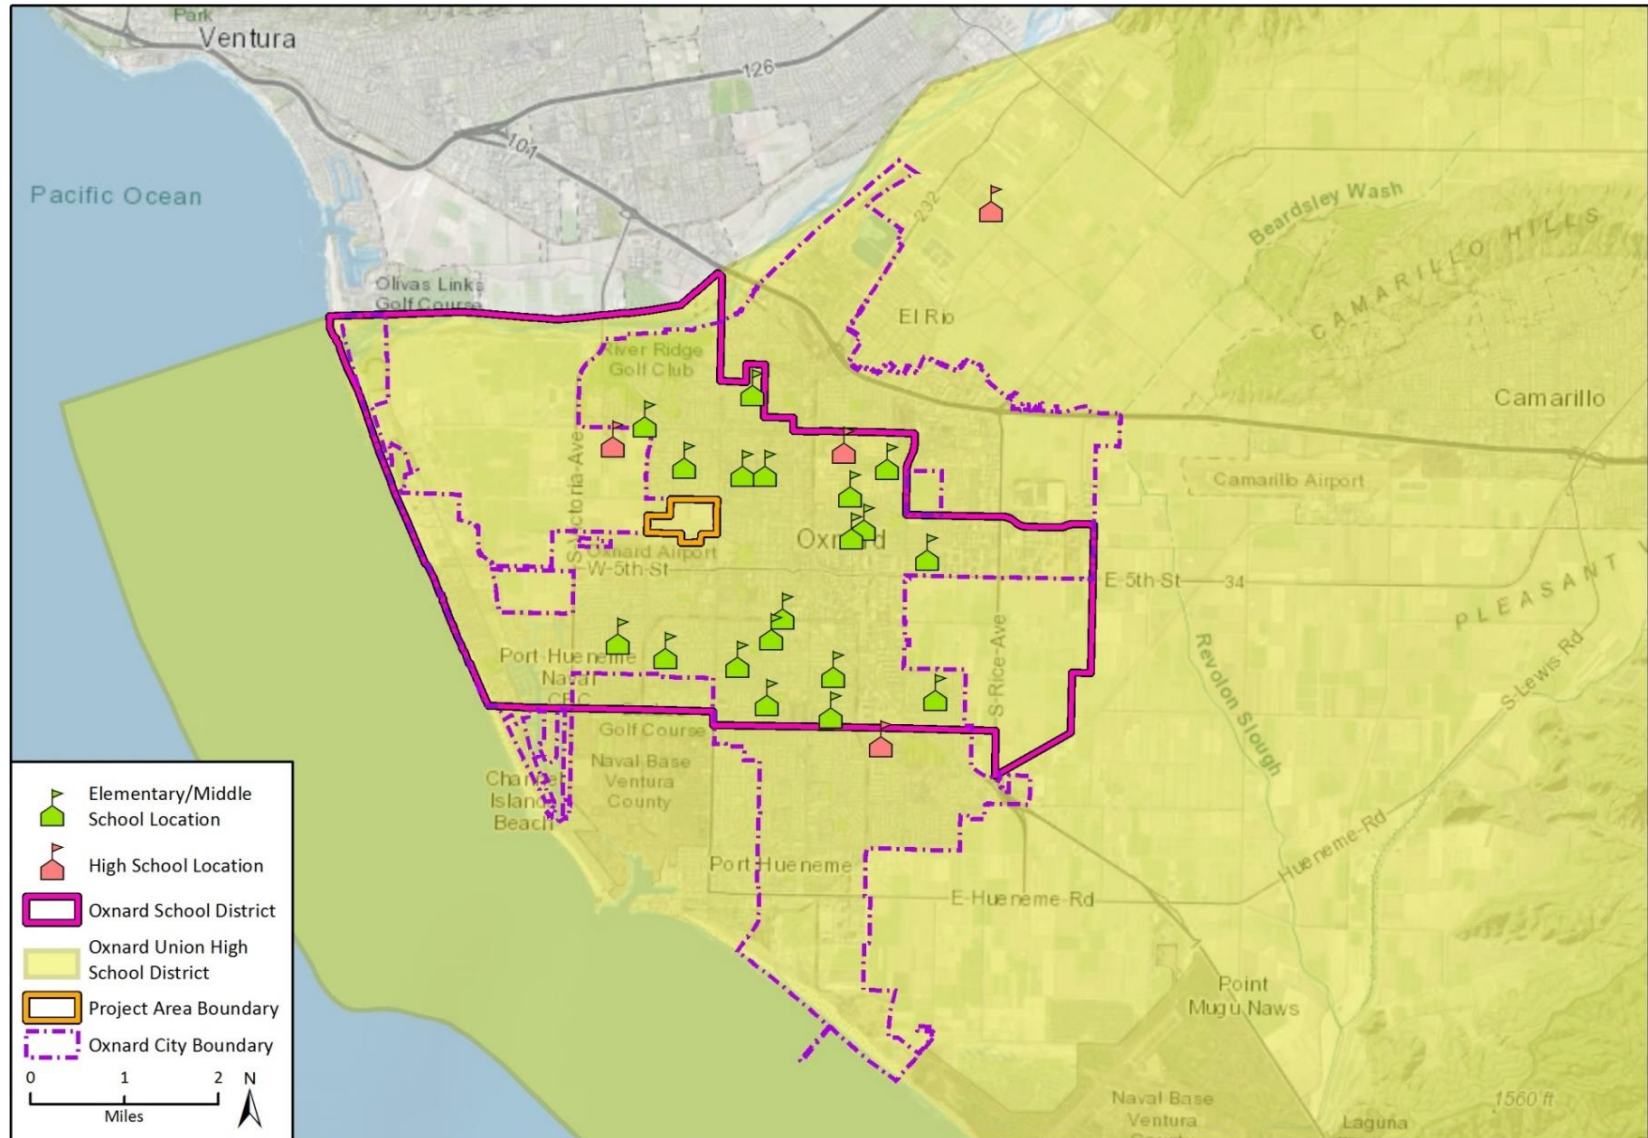 Park
Ventura
126
101
Pacific Ocean
232
Beardsley Wash
CAMARILLO HILLS
Olivas Links
Golf Course
El Rio
River Ridge
Golf Club
Camarillo
S-Victoria-Ave
Camarillo Airport
Oxnard
Oxnard Airport
W-5th-St
E-5th-St
34
PLEASANT
S-Rice-Ave
Revolon Slough
S-Lewis-Rd
Port Hueneme
Naval
Golf Course
Naval Base
Ventura
County
Channel
Island
Beach
Port Hueneme
Hueneme-Rd
E-Hueneme-Rd
Point
Mugu Naws
1560 ft
Naval Base
Ventura
Laguna
Elementary/Middle
School Location
High School Location
Oxnard School District
Oxnard Union High
School District
Project Area Boundary
Oxnard City Boundary
0 1 2
Miles
N